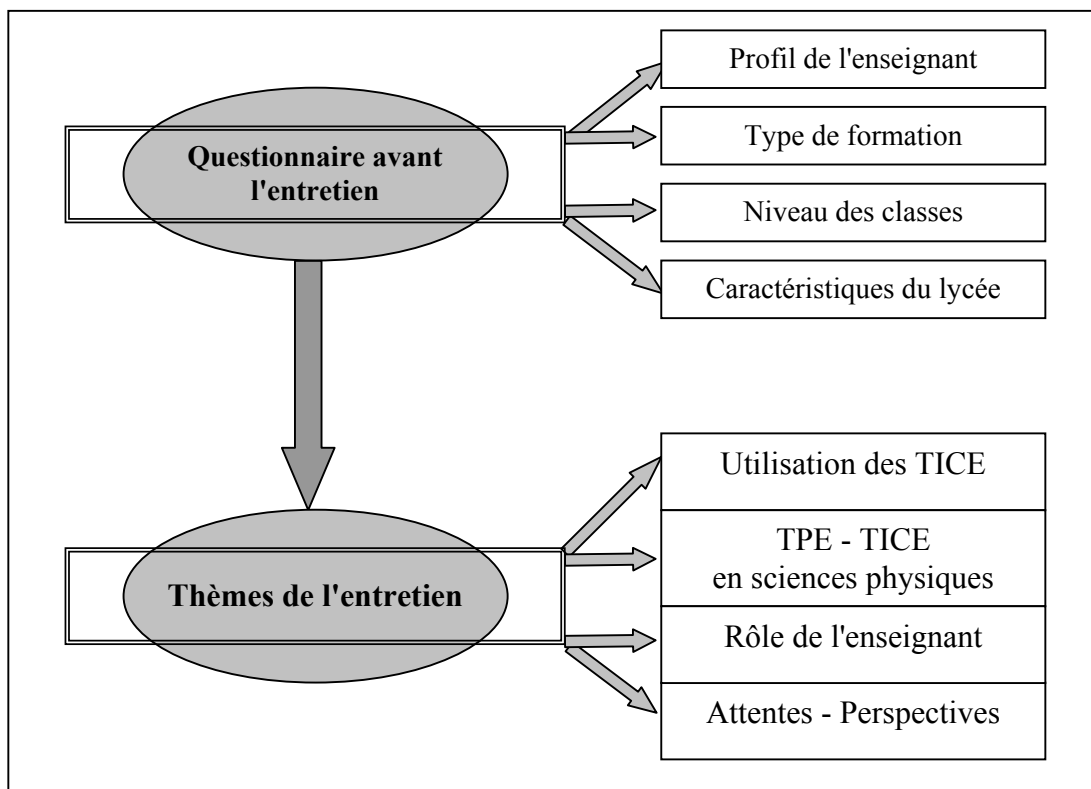 Questionnaire avant
l'entretien
Profil de l'enseignant
Type de formation
Niveau des classes
Caractéristiques du lycée
Thèmes de l'entretien
Utilisation des TICE
TPE - TICE
en sciences physiques
Rôle de l'enseignant
Attentes - Perspectives